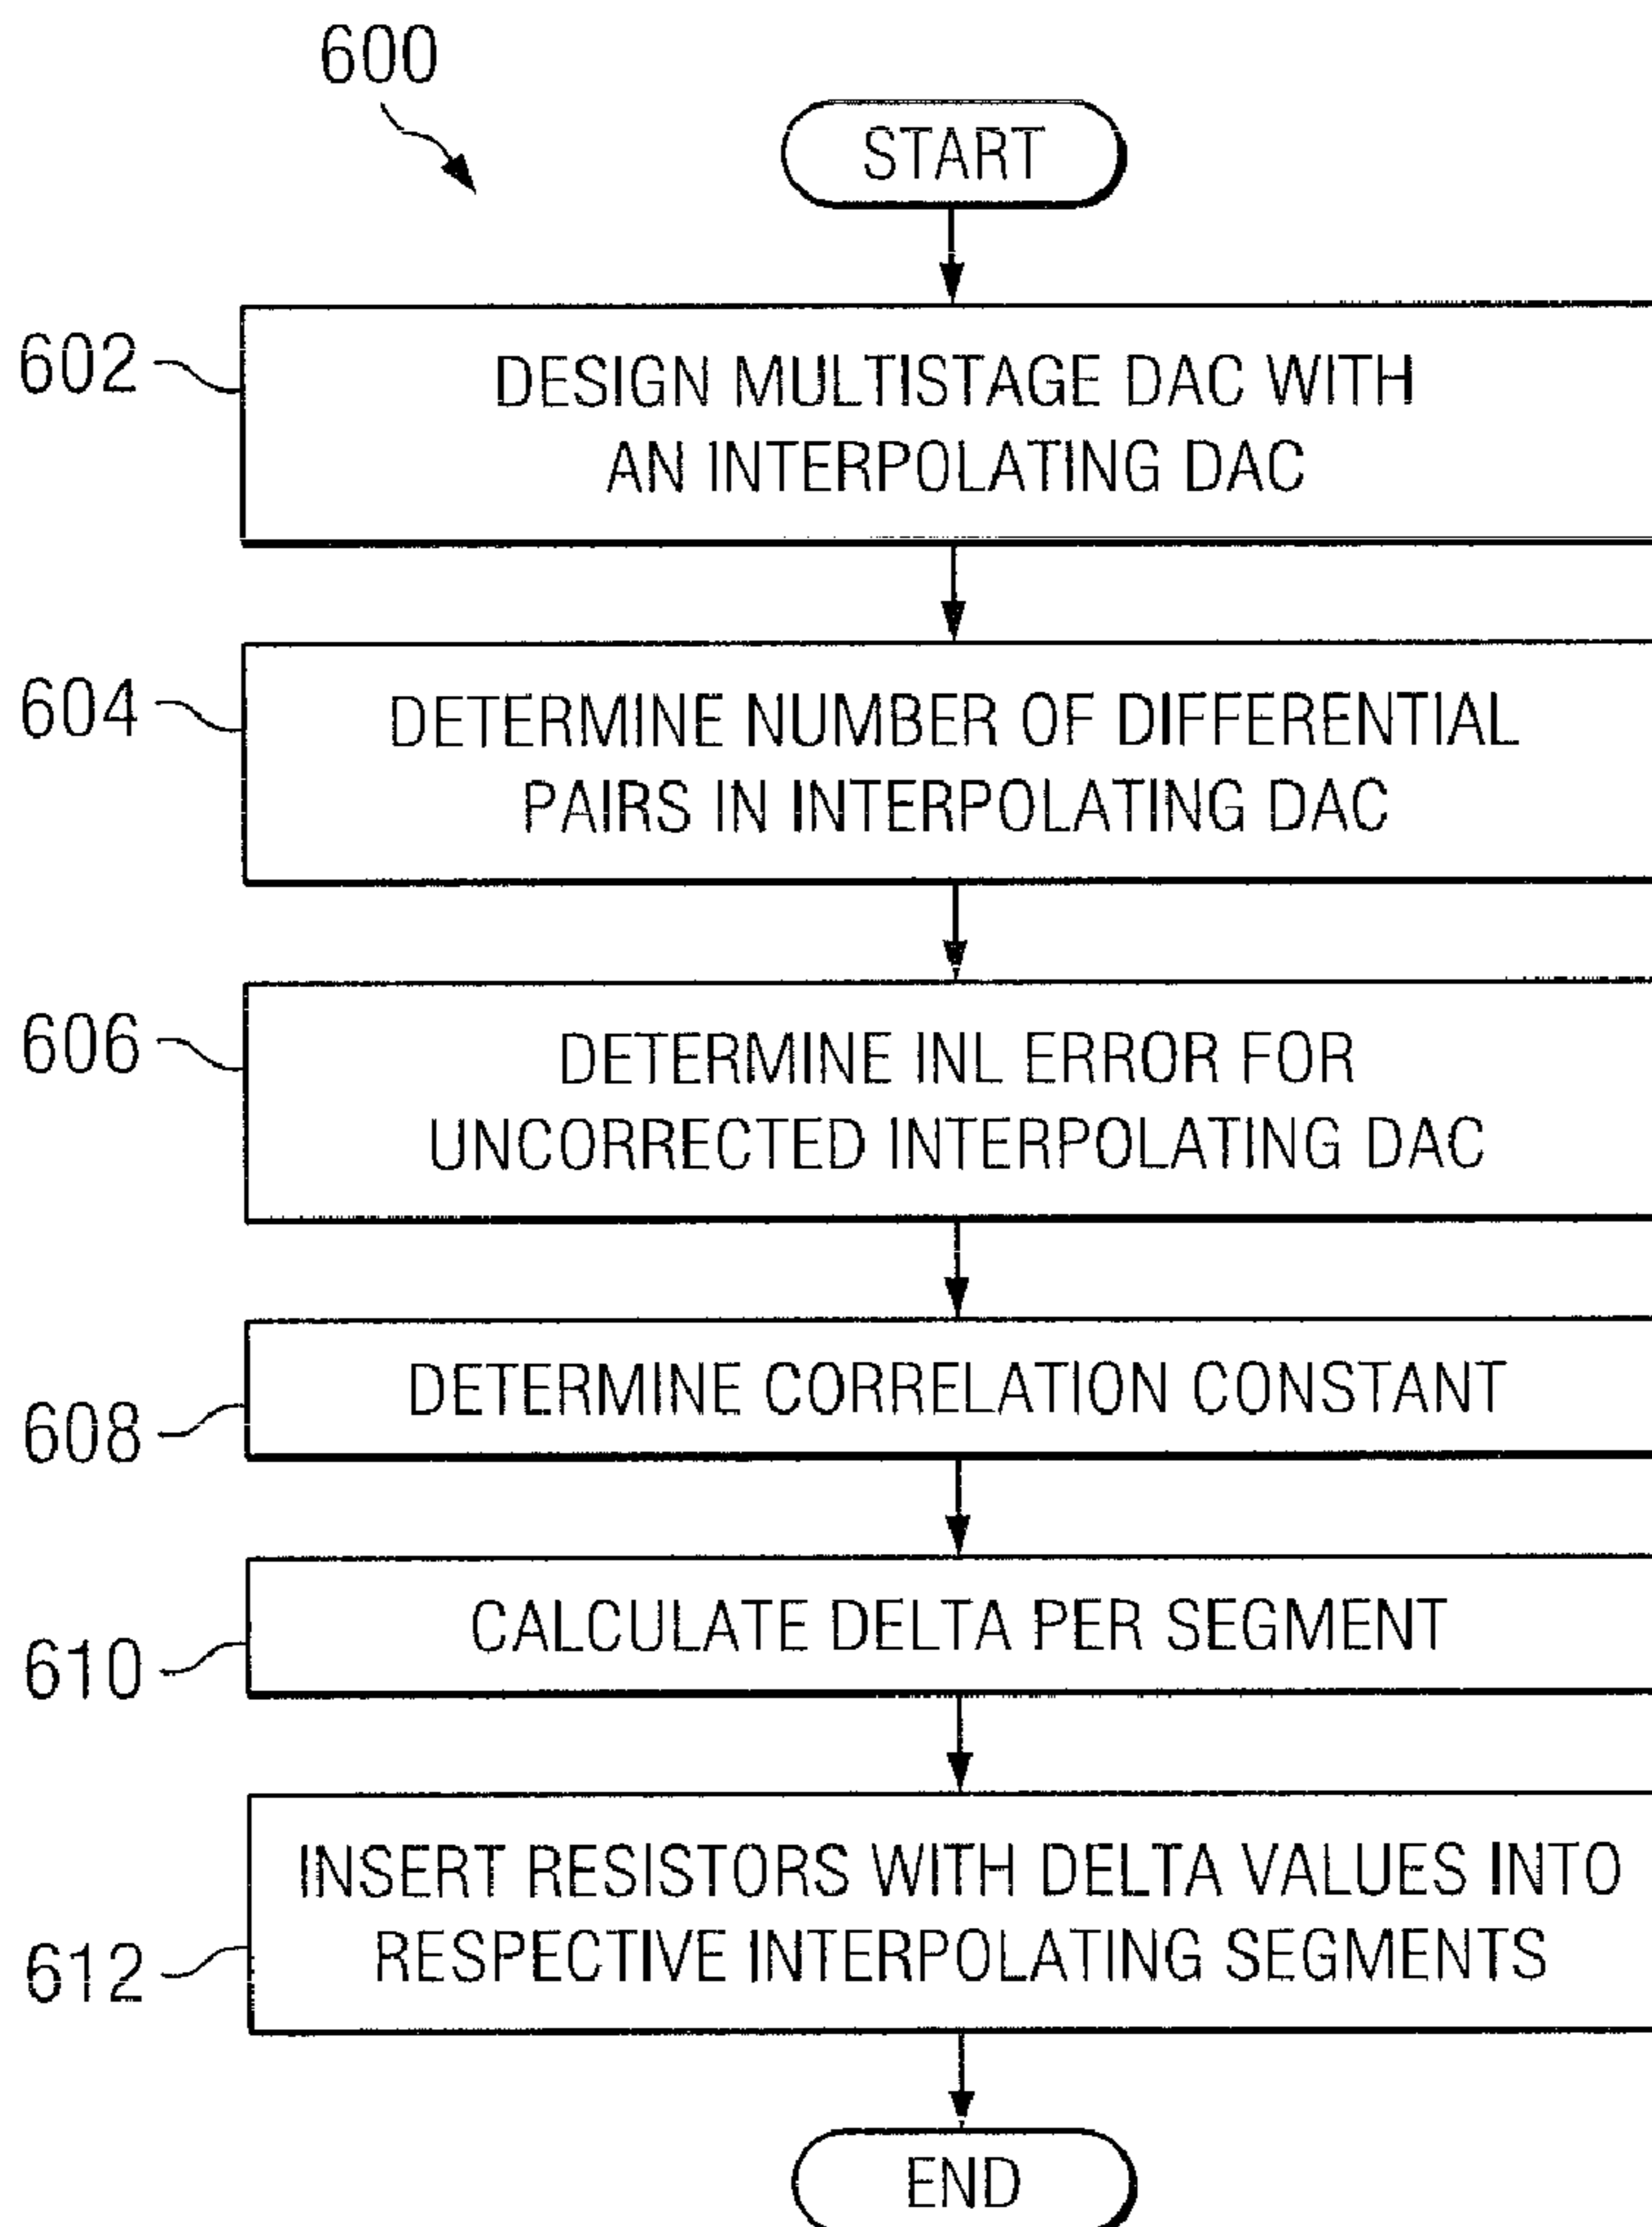 600
START
602
DESIGN MULTISTAGE DAC WITH
AN INTERPOLATING DAC
604
DETERMINE NUMBER OF DIFFERENTIAL
PAIRS IN INTERPOLATING DAC
606
DETERMINE INL ERROR FOR
UNCORRECTED INTERPOLATING DAC
608
DETERMINE CORRELATION CONSTANT
610
CALCULATE DELTA PER SEGMENT
612
INSERT RESISTORS WITH DELTA VALUES INTO
RESPECTIVE INTERPOLATING SEGMENTS
END